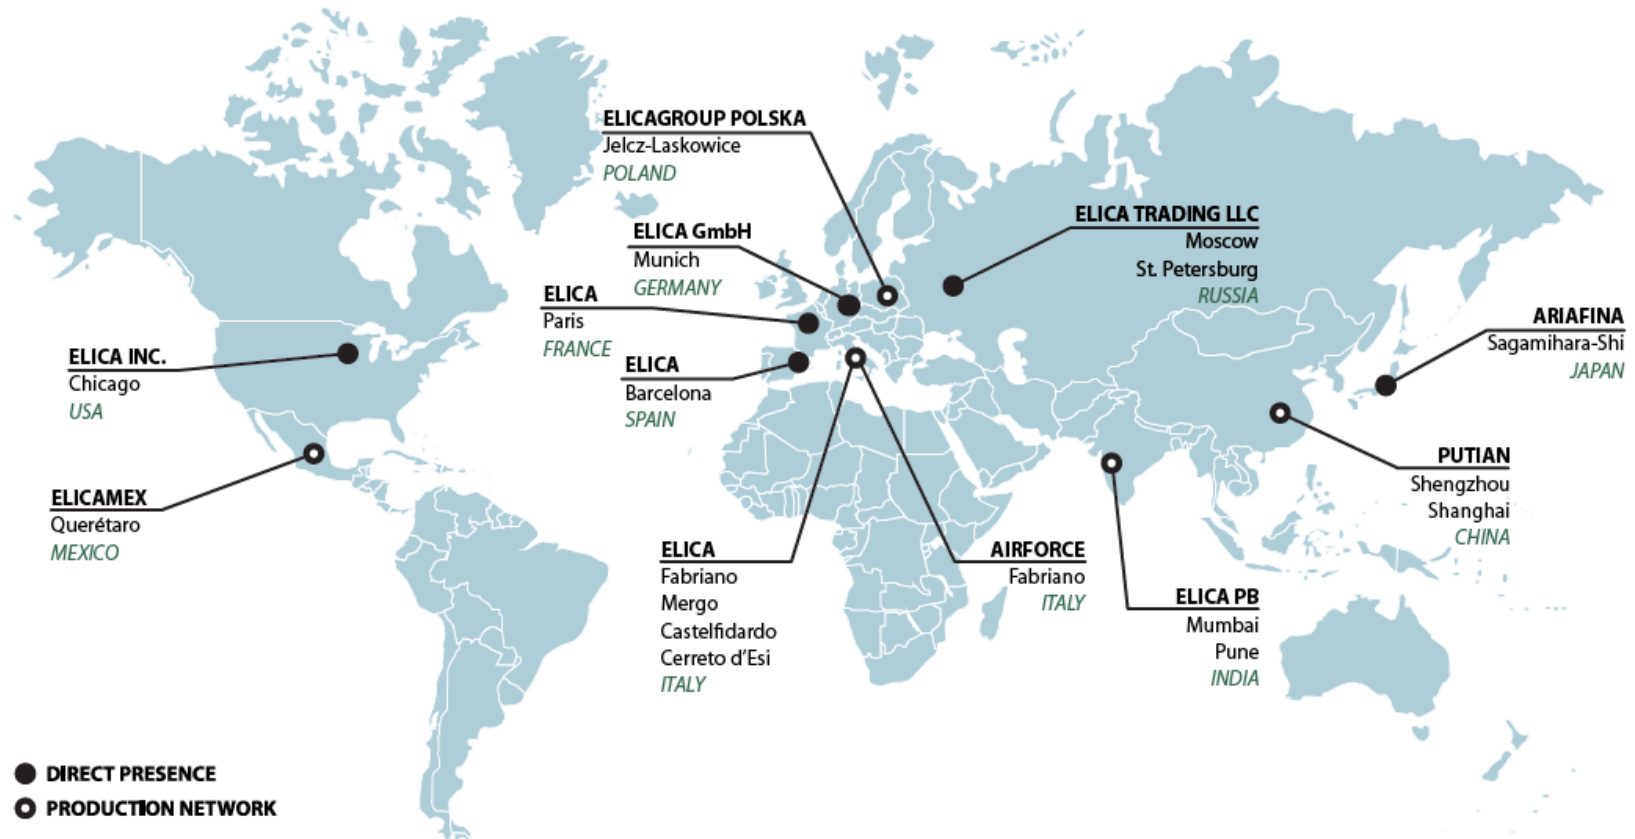 ELICAGROUP POLSKA
Jelcz-Laskowice
POLAND
ELICA GmbH
Munich
GERMANY
ELICA
Paris
FRANCE
ELICA
Barcelona
SPAIN
ELICA TRADING LLC
Moscow
St. Petersburg
RUSSIA
ARIAFINA
Sagamihara-Shi
JAPAN
ELICA INC.
Chicago
USA
ELICAMEX
Querétaro
MEXICO
ELICA
Fabriano
Mergo
Castelfidardo
Cerreto d’Esi
ITALY
AIRFORCE
Fabriano
ITALY
PUTIAN
Shengzhou
Shanghai
CHINA
ELICA PB
Mumbai
Pune
INDIA
DIRECT PRESENCE
PRODUCTION NETWORK